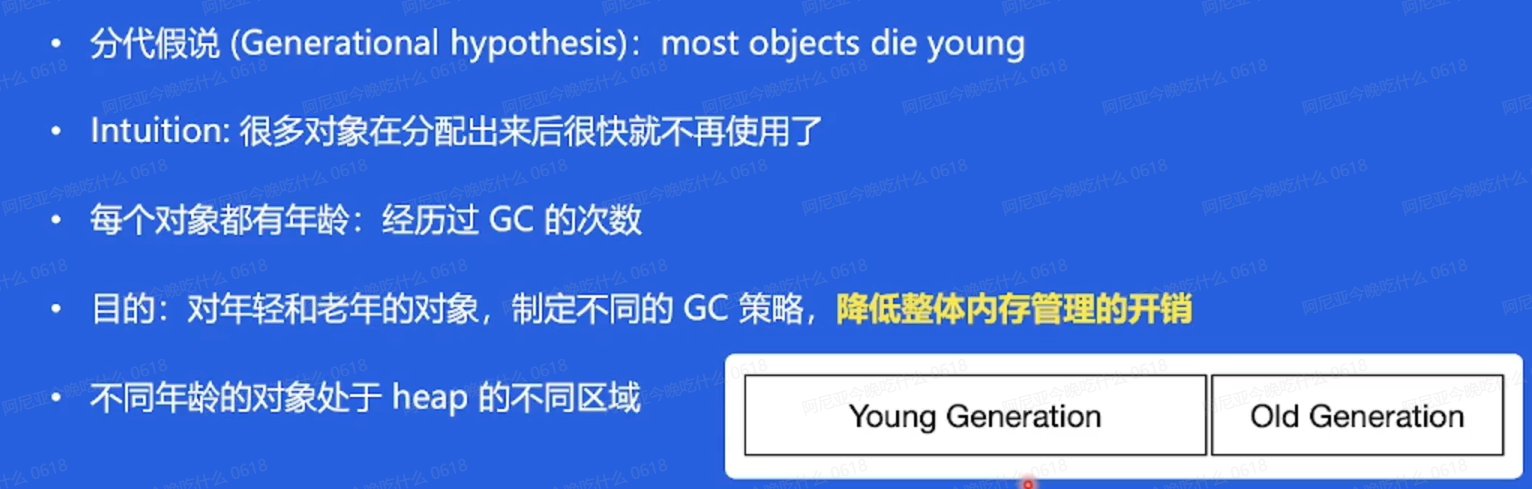 • 分代假说 (Generational hypothesis)：most objects die young
• Intuition: 很多对象在分配出来后很快就不再使用了
• 每个对象都有年龄：经历过 GC 的次数
• 目的：对年轻和老年的对象，制定不同的 GC 策略，降低整体内存管理的开销
• 不同年龄的对象处于 heap 的不同区域
Young Generation Old Generation
阿尼亚今晚吃什么 0618